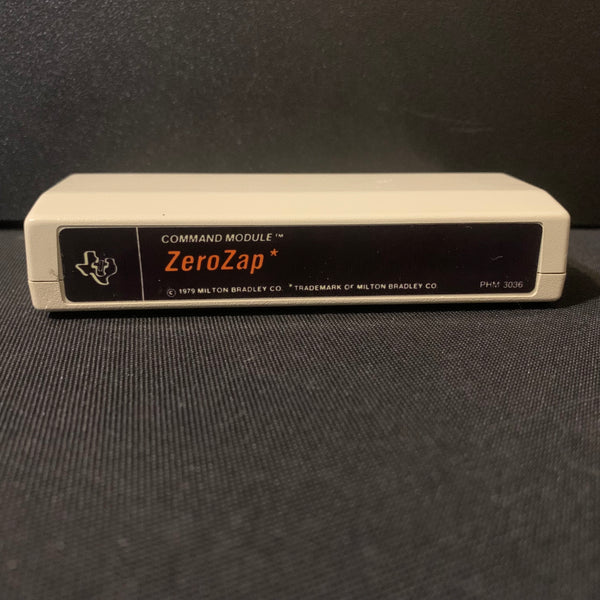 COMMAND MODULE™
ZeroZap*
© 1979 MILTON BRADLEY CO. *TRADEMARK OF MILTON BRADLEY CO. PHM 3036